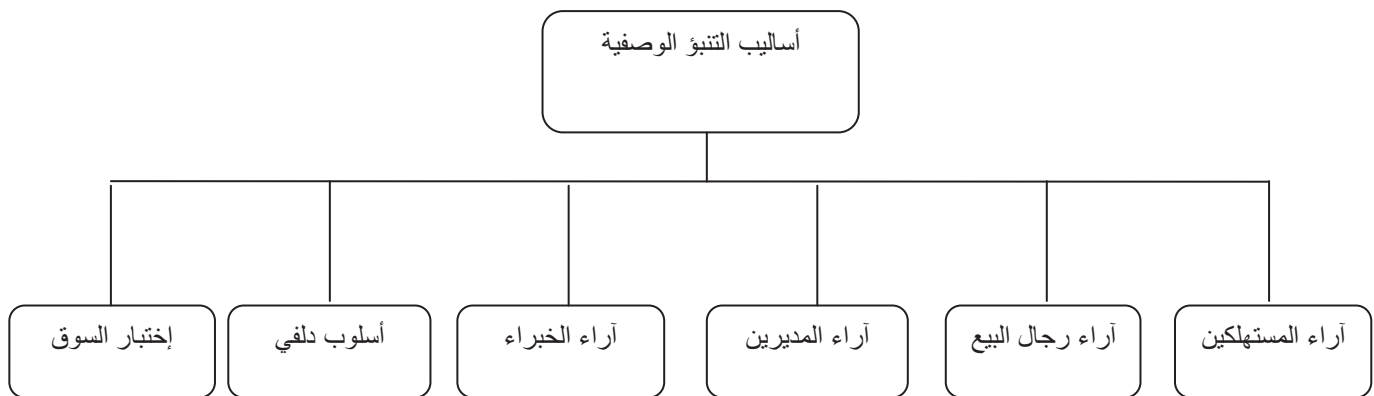 أساليب التنبؤ الوصفية
آراء المستهلكين
آراء رجال البيع
آراء المديرين
آراء الخبراء
أسلوب دلفي
إختبار السوق